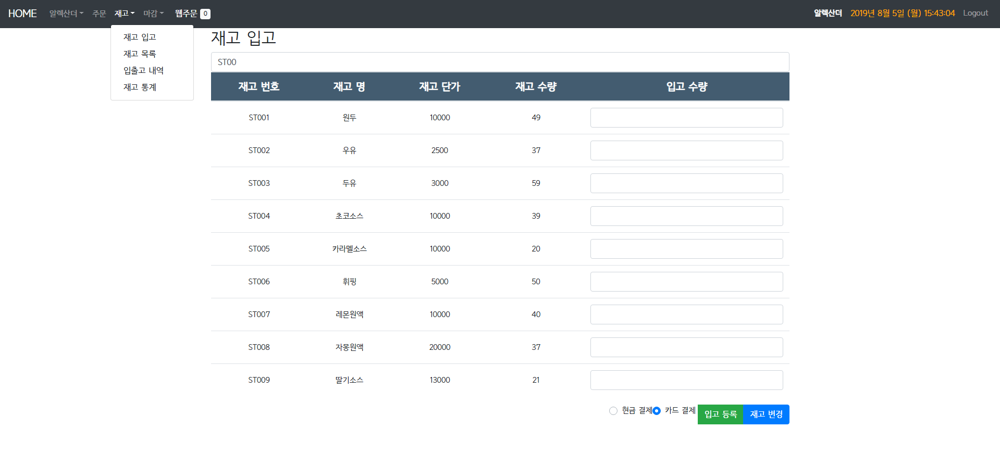 HOME 알렉산더 주문 재고 마감 웹주문 0 알렉산더 2019년 8월 5일 (월) 15:43:04 Logout
재고 입고
재고 목록
입출고 내역
재고 통계
재고 입고
ST00
재고 번호 재고 명 재고 단가 재고 수량 입고 수량
ST001 원두 10000 49
ST002 우유 2500 37
ST003 두유 3000 59
ST004 초코소스 10000 39
ST005 카라멜소스 10000 20
ST006 휘핑 5000 50
ST007 레몬원액 10000 40
ST008 자몽원액 20000 37
ST009 딸기소스 13000 21
현금 결제 카드 결제 입고 등록 재고 변경